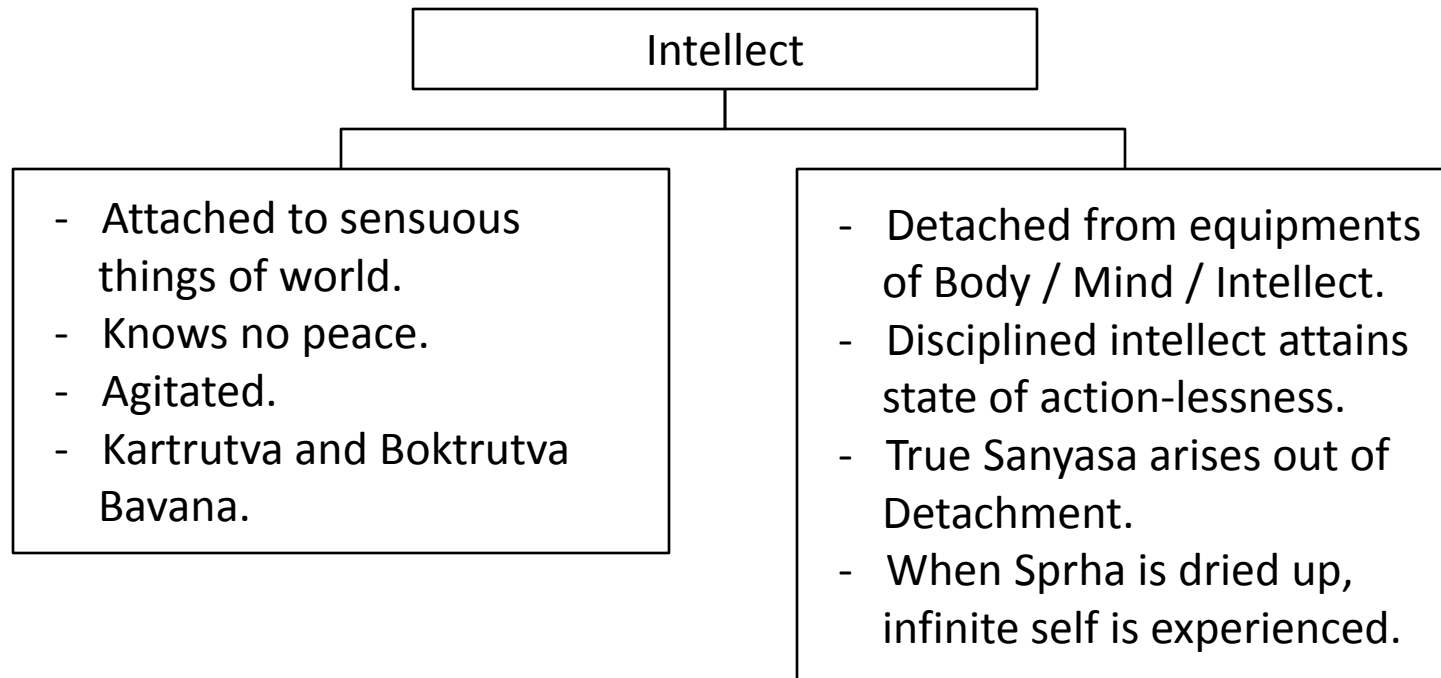 Intellect
- Attached to sensuous
things of world.
- Knows no peace.
- Agitated.
- Kartrutva and Boktrutva
Bavana.
- Detached from equipments
of Body / Mind / Intellect.
- Disciplined intellect attains
state of action-lessness.
- True Sanyasa arises out of
Detachment.
- When Sprha is dried up,
infinite self is experienced.